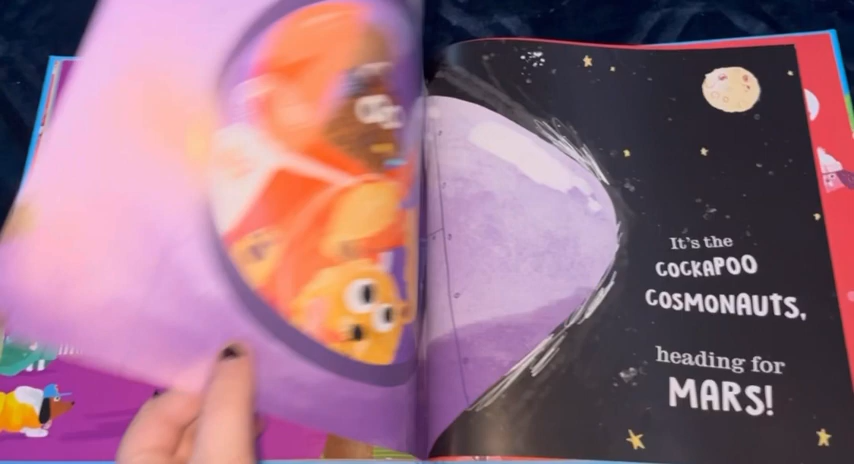 It's the
COCKAPOO
COSMONAUTS,
heading for
MARS!